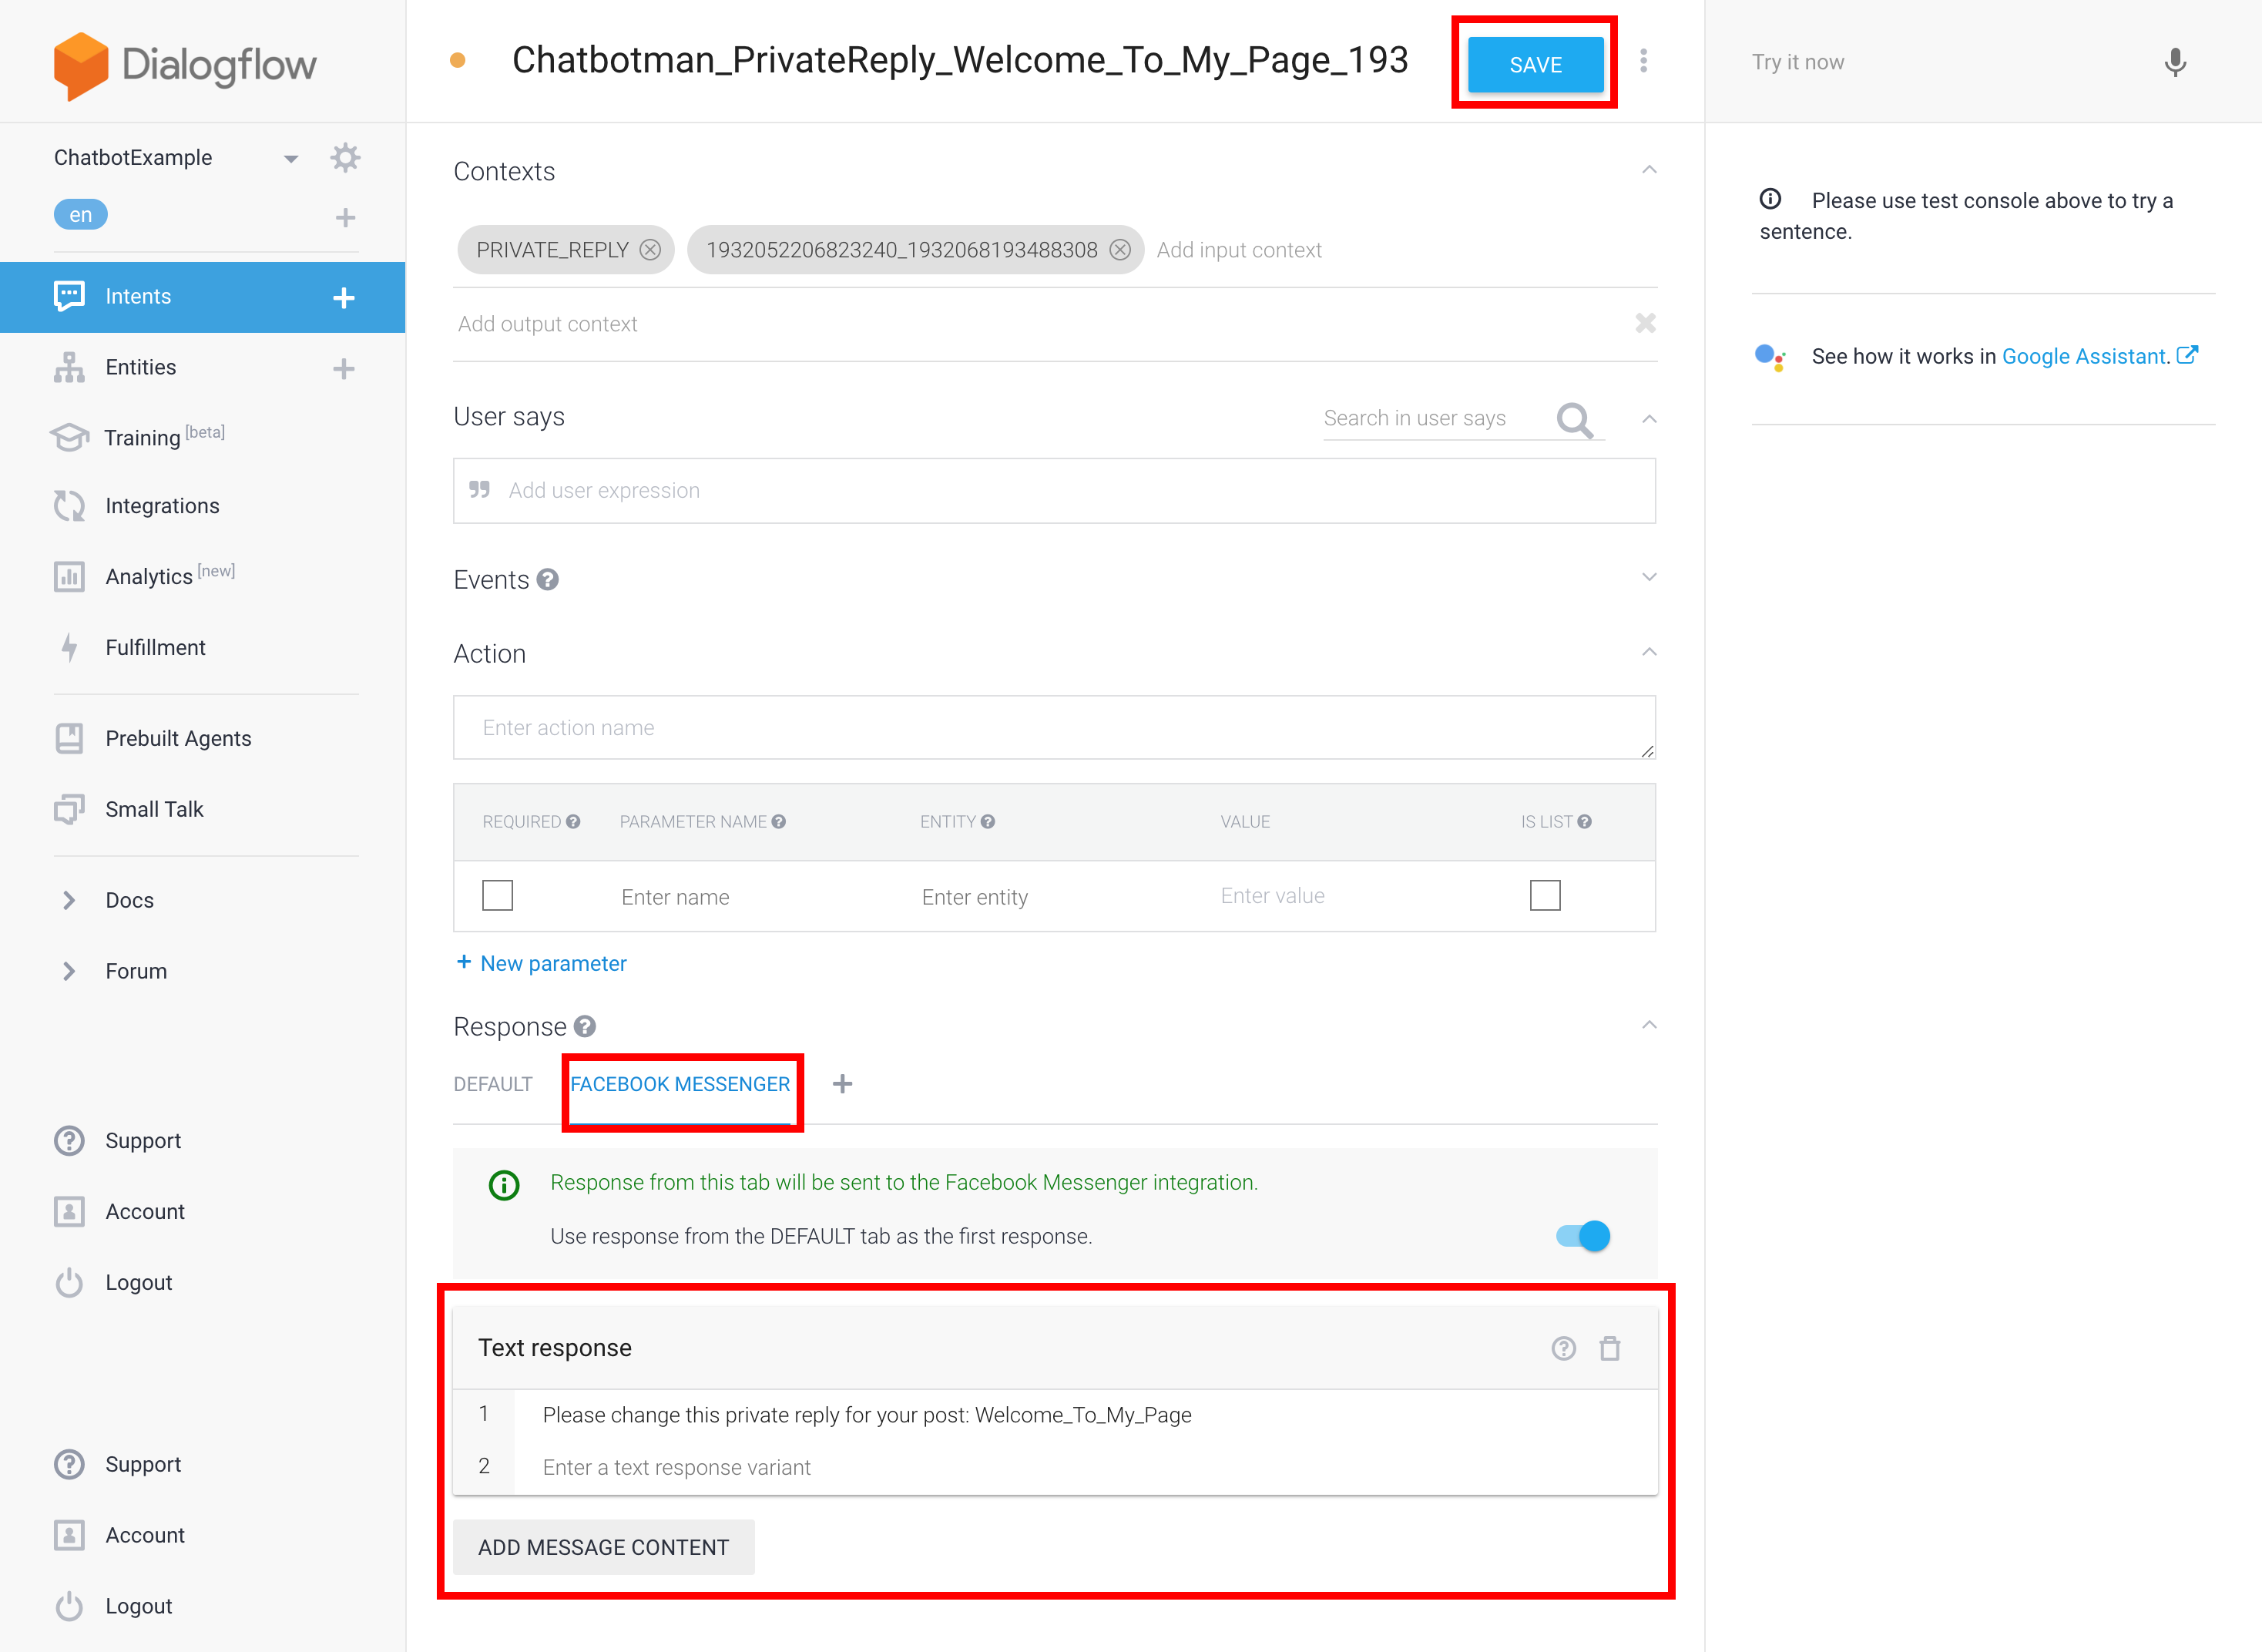 Dialogflow
ChatbotExample
en
Intents
Entities
Training [beta]
Integrations
Analytics [new]
Fulfillment
Prebuilt Agents
Small Talk
Docs
Forum
Support
Account
Logout
Support
Account
Logout
Chatbotman_PrivateReply_Welcome_To_My_Page_193
SAVE
Contexts
PRIVATE_REPLY 1932052206823240_1932068193488308 Add input context
Add output context
User says Search in user says
Add user expression
Events
Action
Enter action name
REQUIRED PARAMETER NAME ENTITY VALUE IS LIST
Enter name Enter entity Enter value
+ New parameter
Response
DEFAULT FACEBOOK MESSENGER +
Response from this tab will be sent to the Facebook Messenger integration.
Use response from the DEFAULT tab as the first response.
Text response
1 Please change this private reply for your post: Welcome_To_My_Page
2 Enter a text response variant
ADD MESSAGE CONTENT
Try it now
Please use test console above to try a
sentence.
See how it works in Google Assistant.